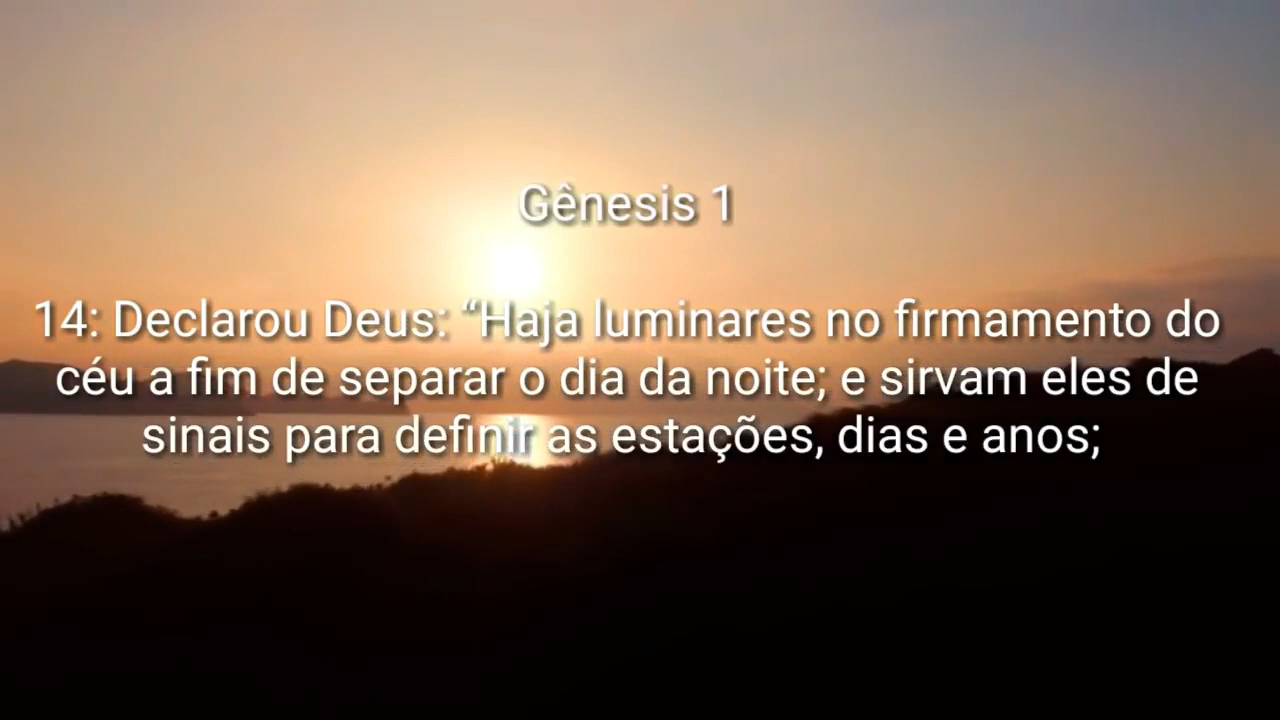 Gênesis 1
14: Declarou Deus: “Haja luminares no firmamento do
céu a fim de separar o dia da noite; e sirvam eles de
sinais para definir as estações, dias e anos;